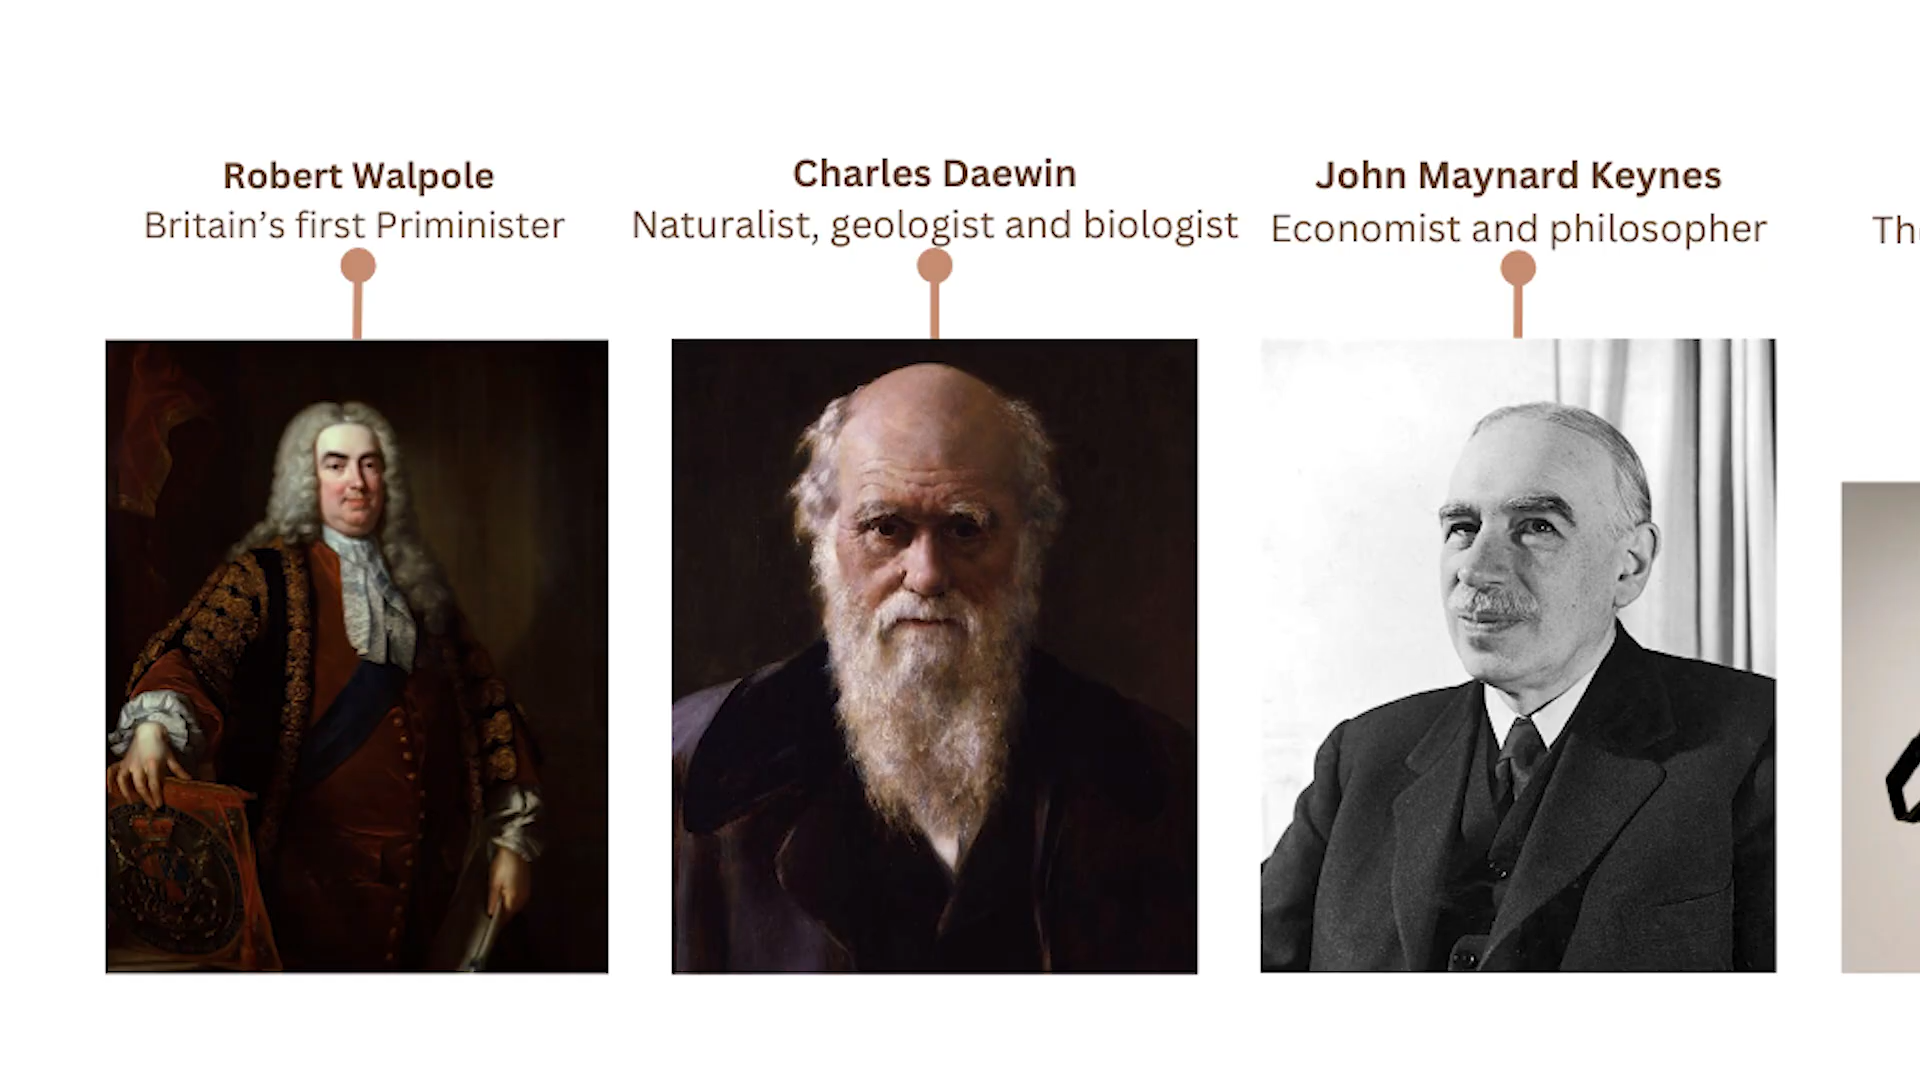 Robert Walpole
Britain’s first Priminister
Charles Daewin
Naturalist, geologist and biologist
John Maynard Keynes
Economist and philosopher